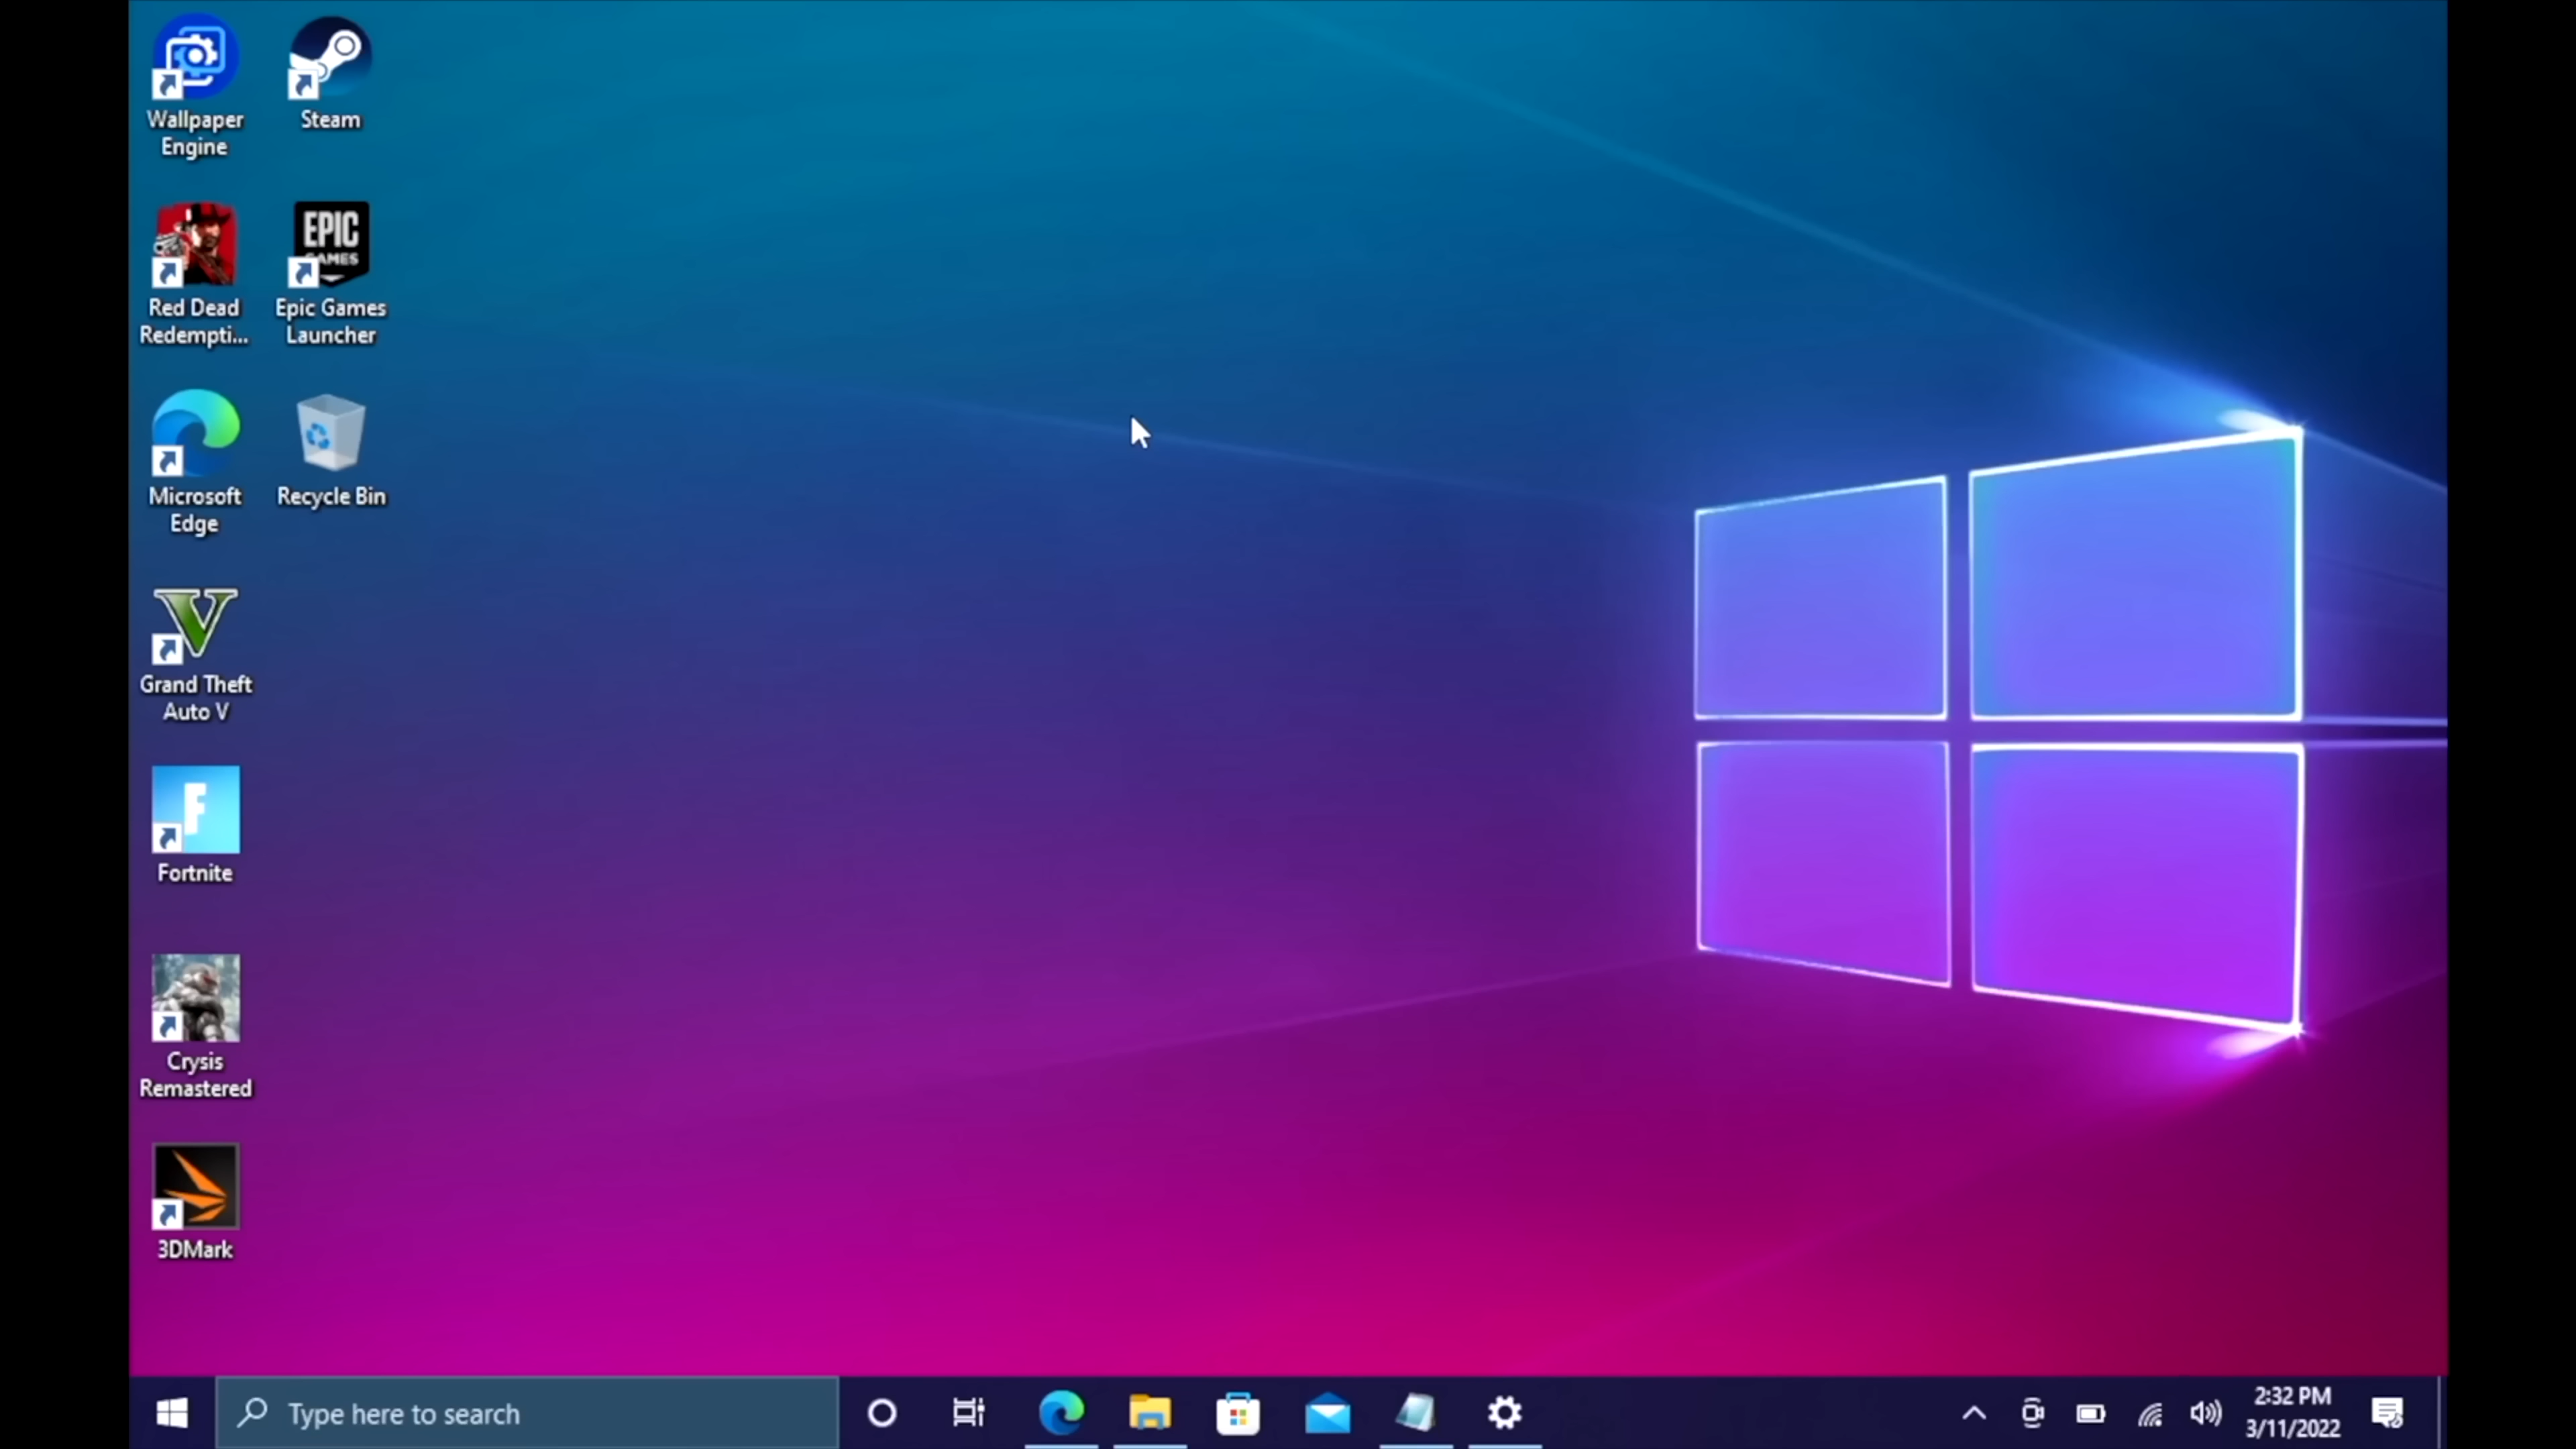 Wallpaper
Engine
Steam
Red Dead
Redempti...
EPIC
GAMES
Epic Games
Launcher
Microsoft
Edge
Recycle Bin
V
Grand Theft
Auto V
F
Fortnite
Crysis
Remastered
3DMark
Type here to search
2:32 PM
3/11/2022